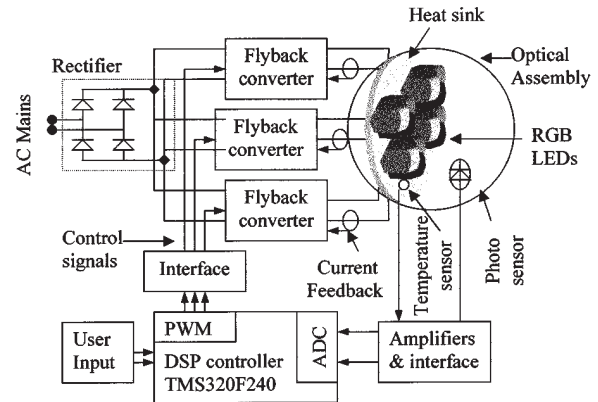 Heat sink
Flyback
converter
Optical
Assembly
Rectifier
AC Mains
Flyback
converter
RGB
LEDs
Flyback
converter
Control
signals
Interface
Current
Feedback
Temperature
sensor
Photo
sensor
PWM
User
Input
DSP controller
TMS320F240
ADC
Amplifiers
& interface